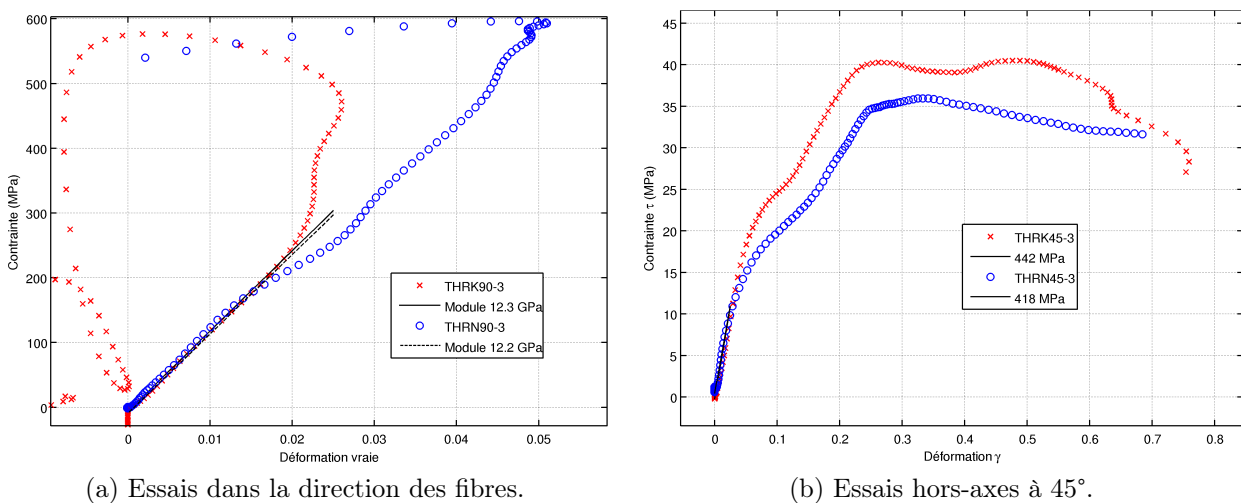 600
500
400
300
200
100
0
Contrainte (MPa)
THRK90-3
Module 12.3 GPa
THRN90-3
Module 12.2 GPa
0
0.01
0.02
0.03
0.04
0.05
Déformation vraie
(a) Essais dans la direction des fibres.
45
40
35
30
25
20
15
10
5
0
Contrainte τ (MPa)
THRK45-3
442 MPa
THRN45-3
418 MPa
0
0.1
0.2
0.3
0.4
0.5
0.6
0.7
0.8
Déformation γ
(b) Essais hors-axes à 45°.